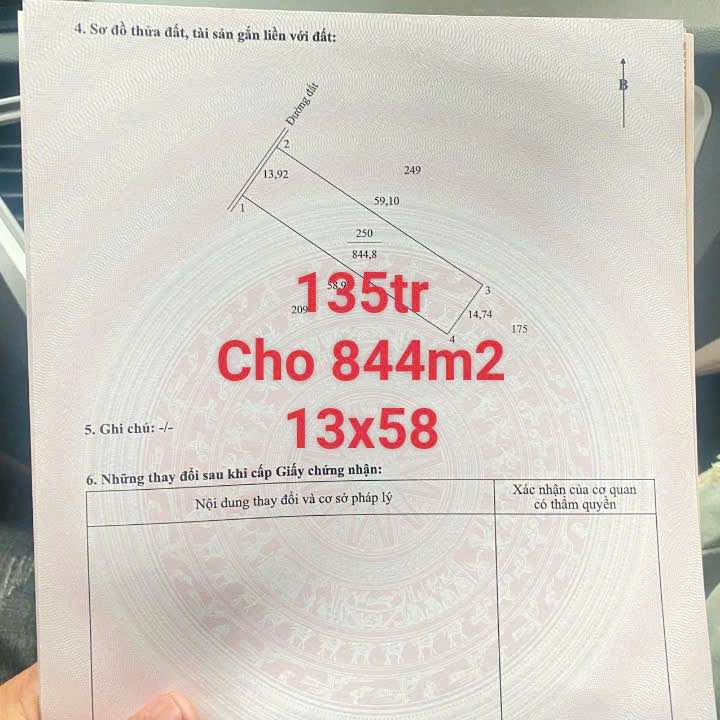 4. Sơ đồ thửa đất, tài sản gắn liền với đất:
B
Đường đất
2
13,92
249
1
59,10
250
844,8
3
209
14,74
175
4
135tr
Cho 844m2
13x58
5. Ghi chú: -/-
6. Những thay đổi sau khi cấp Giấy chứng nhận:
Nội dung thay đổi và cơ sở pháp lý
Xác nhận của cơ quan
có thẩm quyền